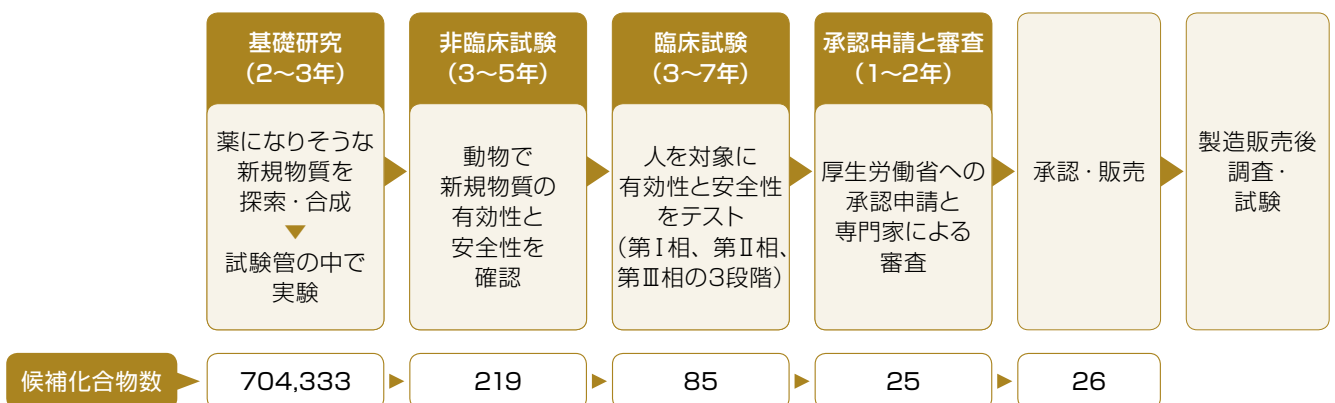 基礎研究
（2～3年）
薬になりそうな
新規物質を
探索・合成
試験管の中で
実験
非臨床試験
（3～5年）
動物で
新規物質の
有効性と
安全性を
確認
臨床試験
（3～7年）
人を対象に
有効性と安全性
をテスト
（第Ⅰ相、第Ⅱ相、
第Ⅲ相の3段階）
承認申請と審査
（1～2年）
厚生労働省への
承認申請と
専門家による
審査
承認・販売
製造販売後
調査・
試験
候補化合物数
704,333
219
85
25
26